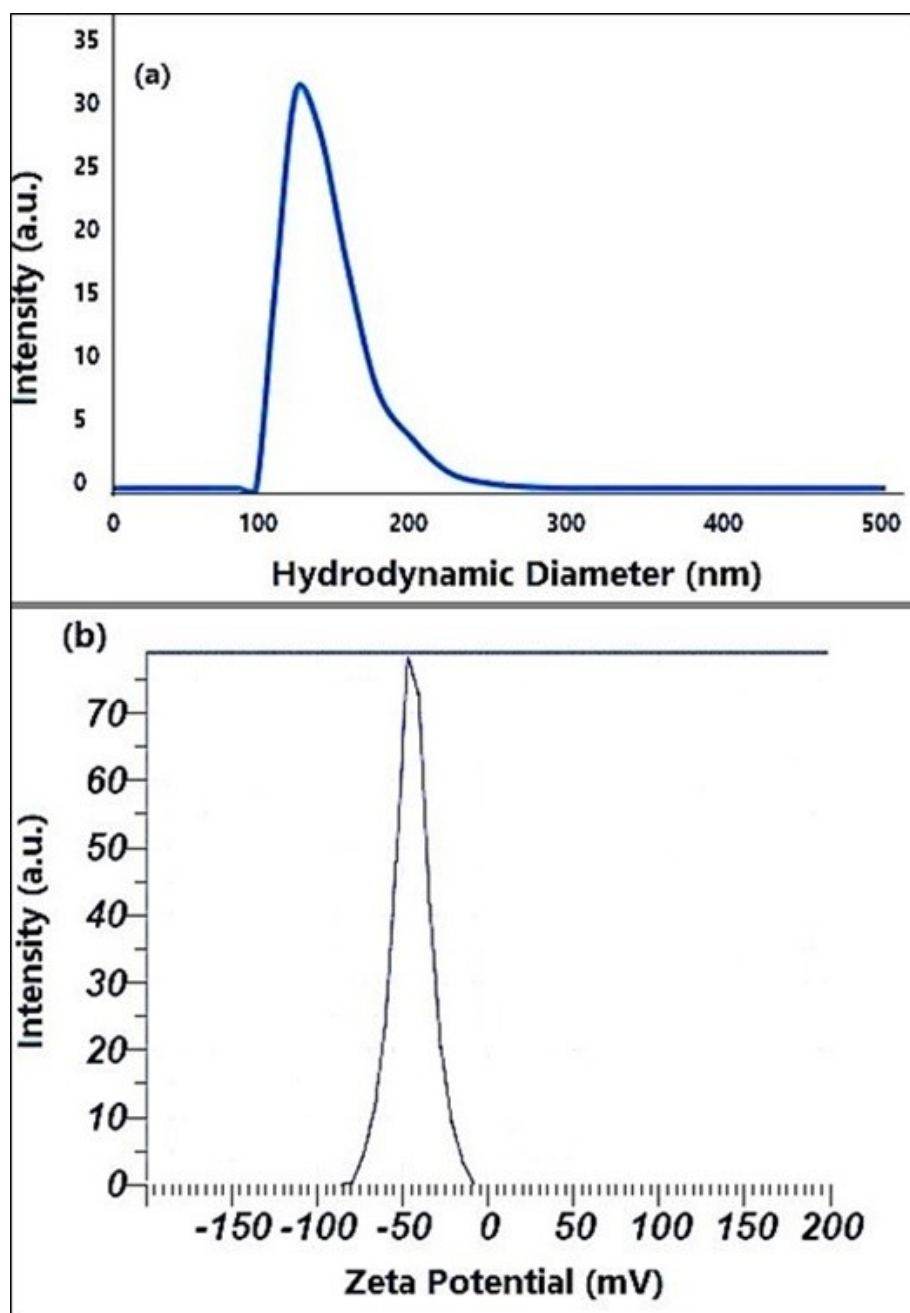 35
(a)
30
25
20
15
10
5
0
Intensity (a.u.)
0 100 200 300 400 500
Hydrodynamic Diameter (nm)
(b)
70
60
50
40
30
20
10
0
Intensity (a.u.)
-150 -100 -50 0 50 100 150 200
Zeta Potential (mV)